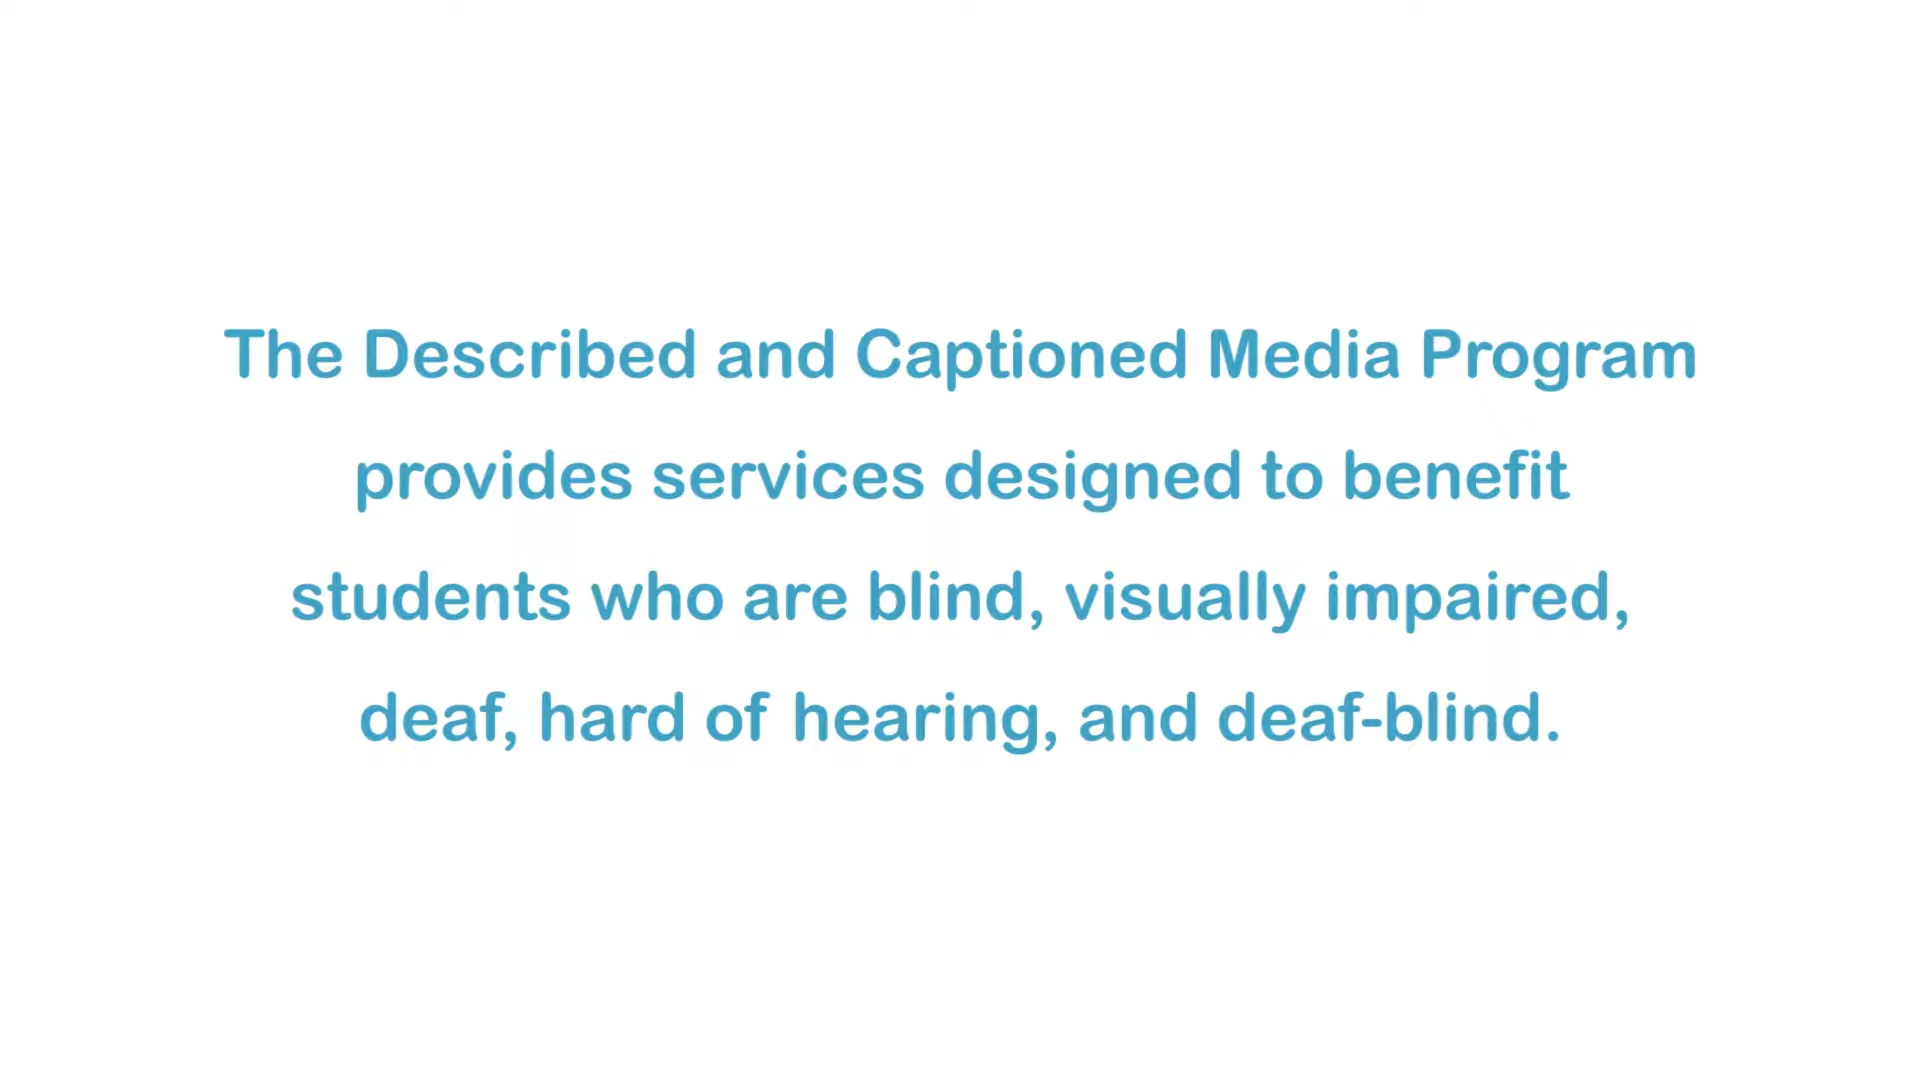 The Described and Captioned Media Program
provides services designed to benefit
students who are blind, visually impaired,
deaf, hard of hearing, and deaf-blind.